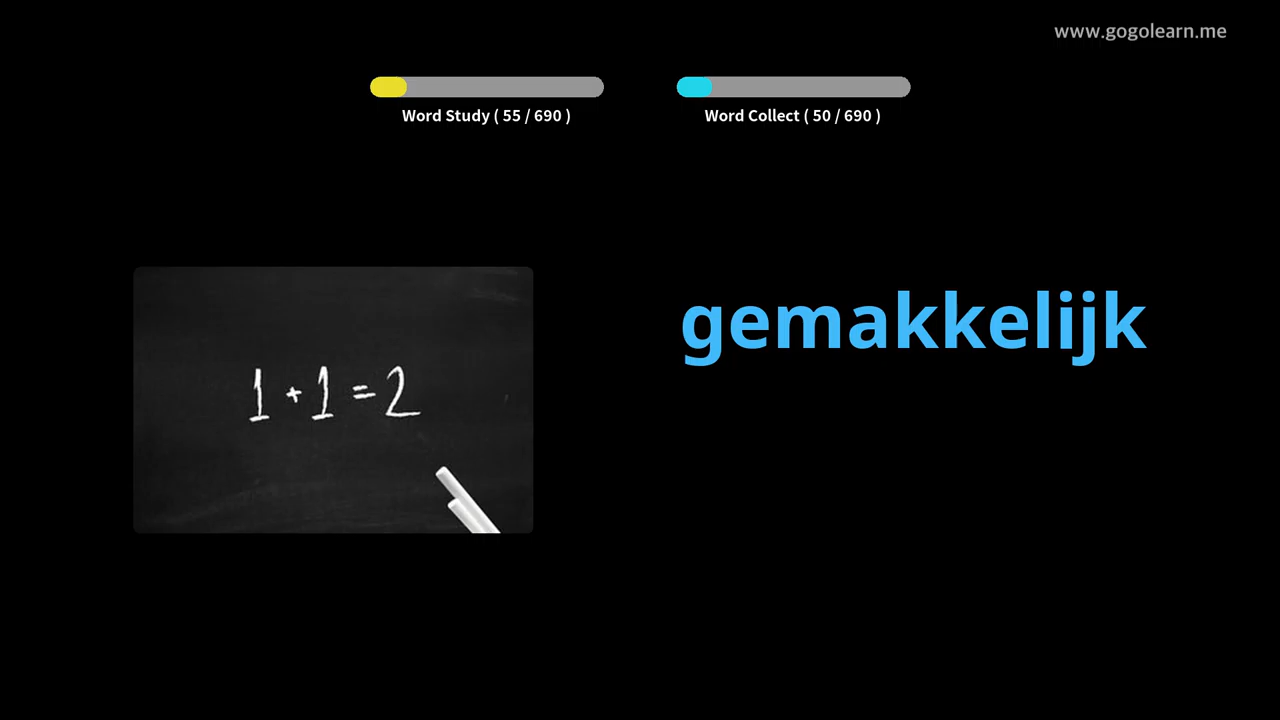 www.gogolearn.me
Word Study ( 55 / 690 )
Word Collect ( 50 / 690 )
gemakkelijk
1 + 1 = 2